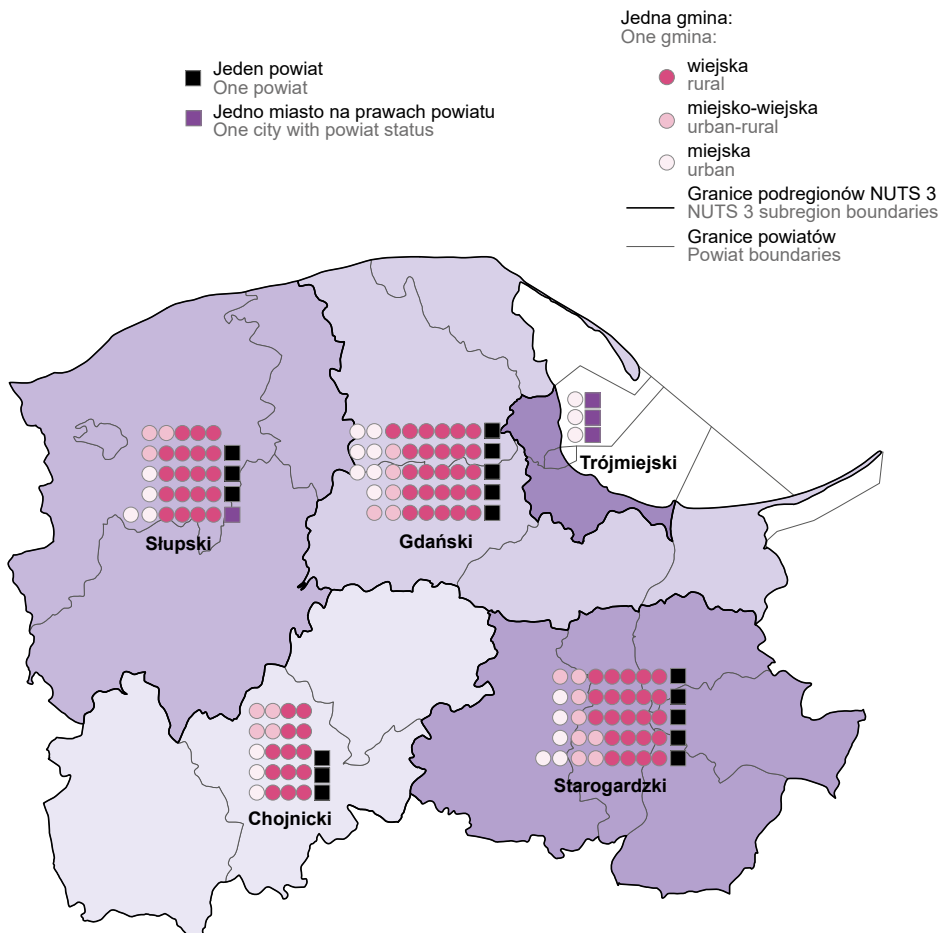 Jeden powiat
One powiat
Jedno miasto na prawach powiatu
One city with powiat status
Jedna gmina:
One gmina:
wiejska
rural
miejsko-wiejska
urban-rural
miejska
urban
Granice podregionów NUTS 3
NUTS 3 subregion boundaries
Granice powiatów
Powiat boundaries
Trójmiejski
Słupski
Gdański
Starogardzki
Chojnicki